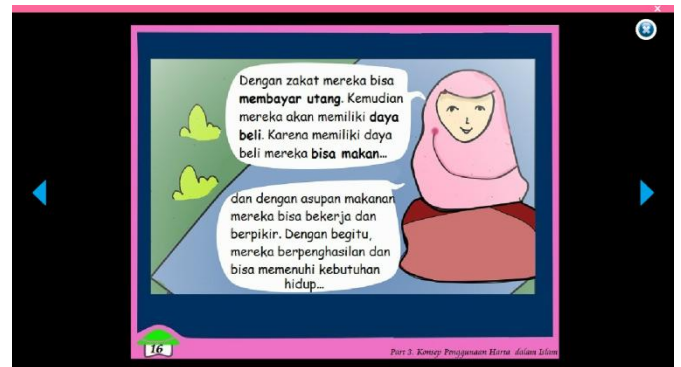 Dengan zakat mereka bisa
membayar utang. Kemudian
mereka akan memiliki daya
beli. Karena memiliki daya
beli mereka bisa makan...
dan dengan asupan makanan
mereka bisa bekerja dan
berpikir. Dengan begitu,
mereka berpenghasilan dan
bisa memenuhi kebutuhan
hidup...
16
Part 3. Konsep Penggunaan Harta dalam Islam